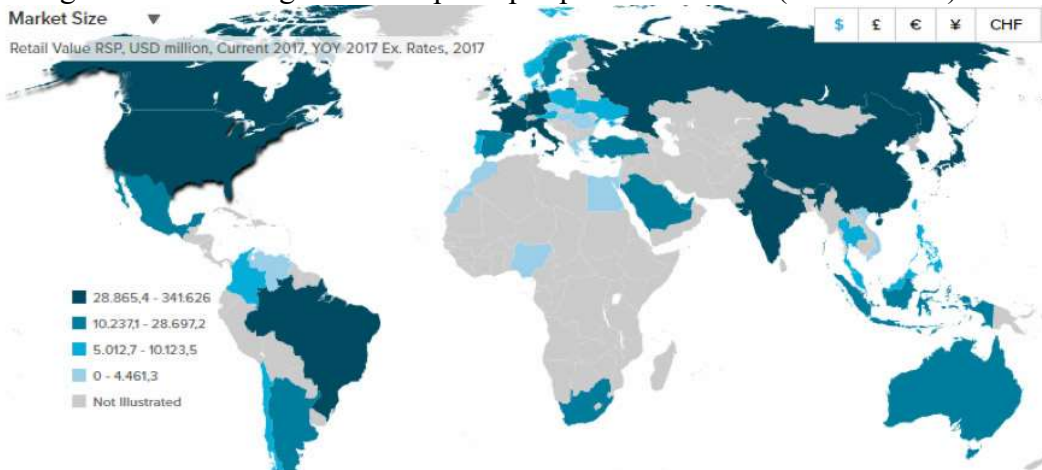 Market Size ▼
$ £ € ¥ CHF
Retail Value RSP, USD million, Current 2017, YOY 2017 Ex. Rates, 2017
28.865,4 - 341.626
10.237,1 - 28.697,2
5.012,7 - 10.123,5
0 - 4.461,3
Not Illustrated